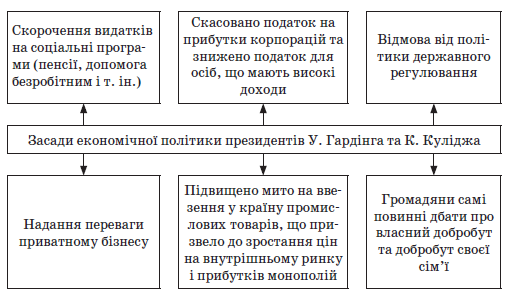 Скорочення видатків
на соціальні програ-
ми (пенсії, допомога
безробітним і т. ін.)
Скасовано податок на
прибутки корпорацій та
знижено податок для
осіб, що мають високі
доходи
Відмова від полі-
тики державного
регулювання
Засади економічної політики президентів У. Гардінга та К. Куліджа
Надання переваги
приватному бізнесу
Підвищено мито на вве-
зення у країну промис-
лових товарів, що при-
звело до зростання цін
на внутрішньому ринку
і прибутків монополій
Громадяни самі
повинні дбати про
власний добробут
та добробут своєї
сім’ї